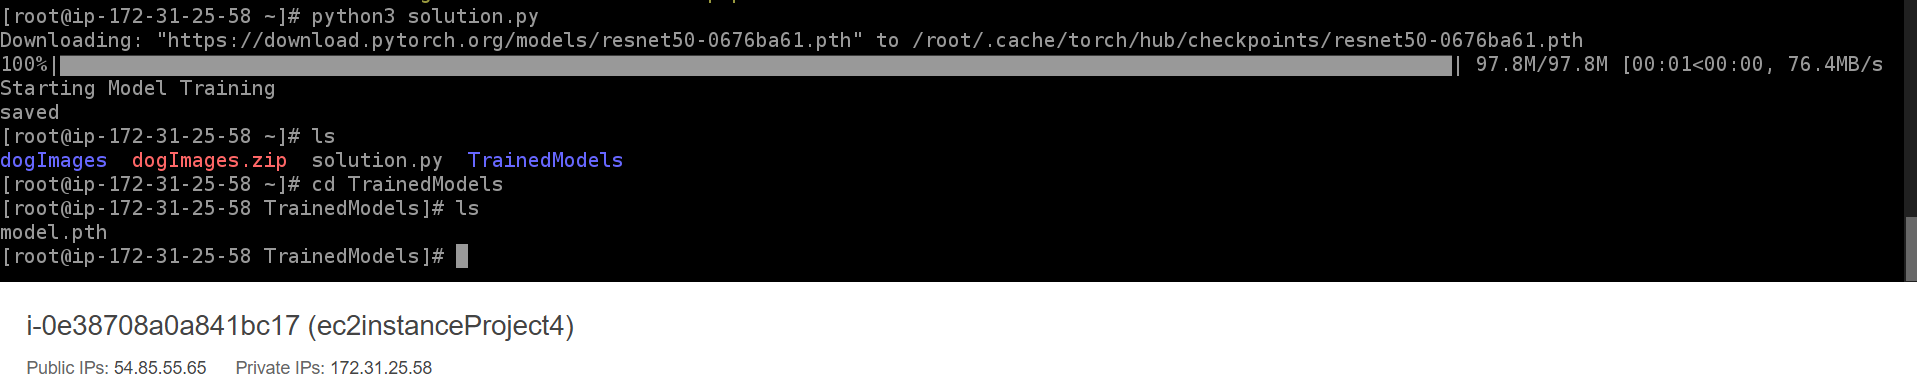 [root@ip-172-31-25-58 ~]# python3 solution.py
Downloading: "https://download.pytorch.org/models/resnet50-0676ba61.pth" to /root/.cache/torch/hub/checkpoints/resnet50-0676ba61.pth
100%| | 97.8M/97.8M [00:01<00:00, 76.4MB/s
Starting Model Training
saved
[root@ip-172-31-25-58 ~]# ls
dogImages  dogImages.zip  solution.py  TrainedModels
[root@ip-172-31-25-58 ~]# cd TrainedModels
[root@ip-172-31-25-58 TrainedModels]# ls
model.pth
[root@ip-172-31-25-58 TrainedModels]#
i-0e38708a0a841bc17 (ec2instanceProject4)
Public IPs: 54.85.55.65 Private IPs: 172.31.25.58